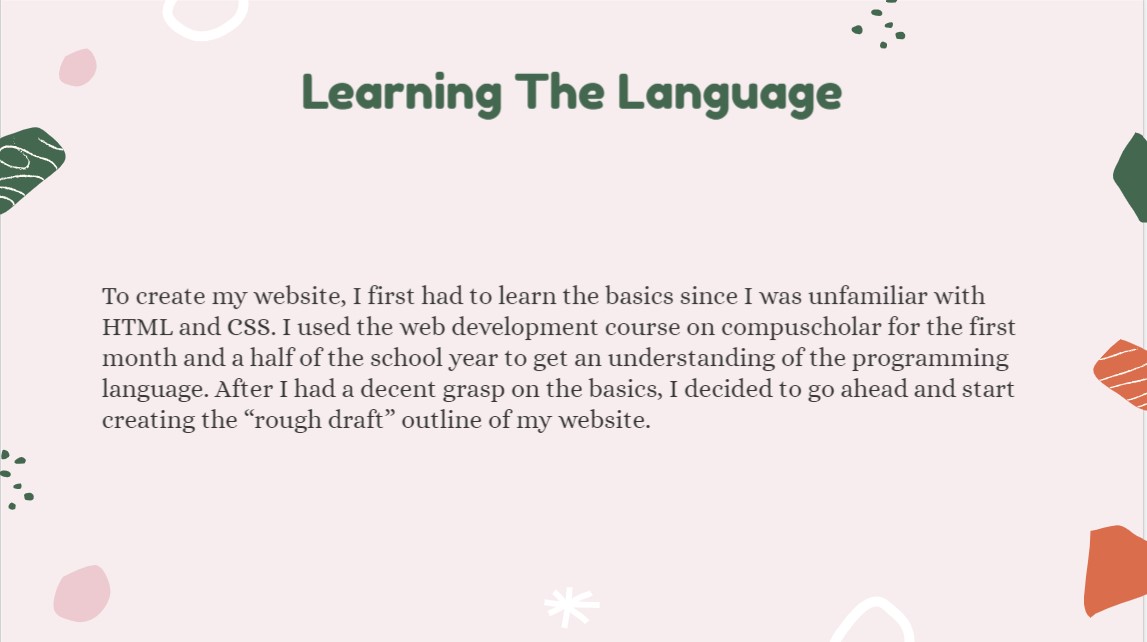 Learning The Language
To create my website, I first had to learn the basics since I was unfamiliar with
HTML and CSS. I used the web development course on compuscholar for the first
month and a half of the school year to get an understanding of the programming
language. After I had a decent grasp on the basics, I decided to go ahead and start
creating the “rough draft” outline of my website.